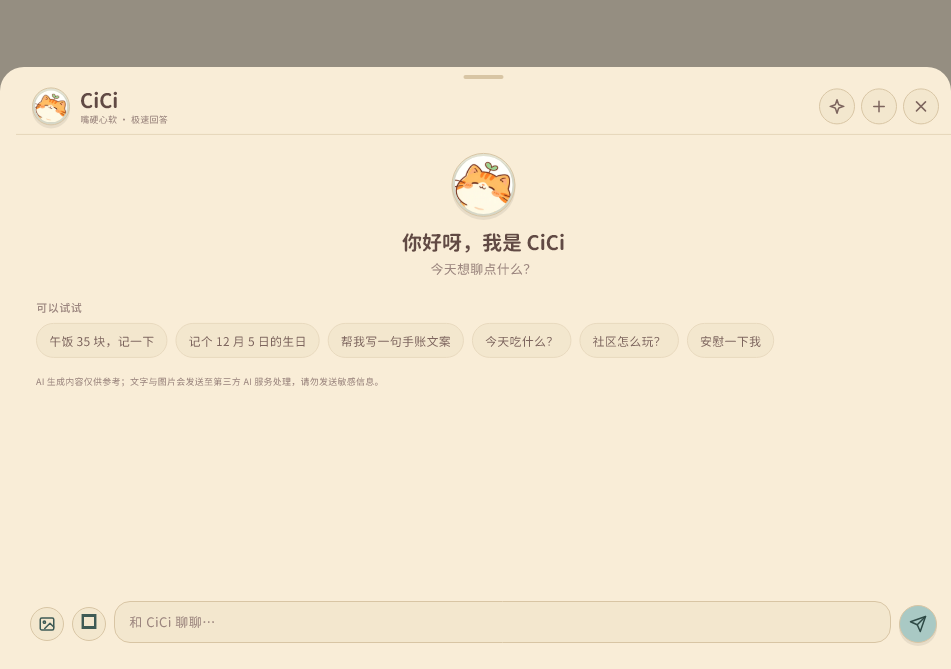 CiCi
嘴硬心软 · 极速回答
你好呀，我是 CiCi
今天想聊点什么？
可以试试
午饭 35 块，记一下
记个 12 月 5 日的生日
帮我写一句手账文案
今天吃什么？
社区怎么玩？
安慰一下我
AI 生成内容仅供参考；文字与图片会发送至第三方 AI 服务处理，请勿发送敏感信息。
和 CiCi 聊聊…